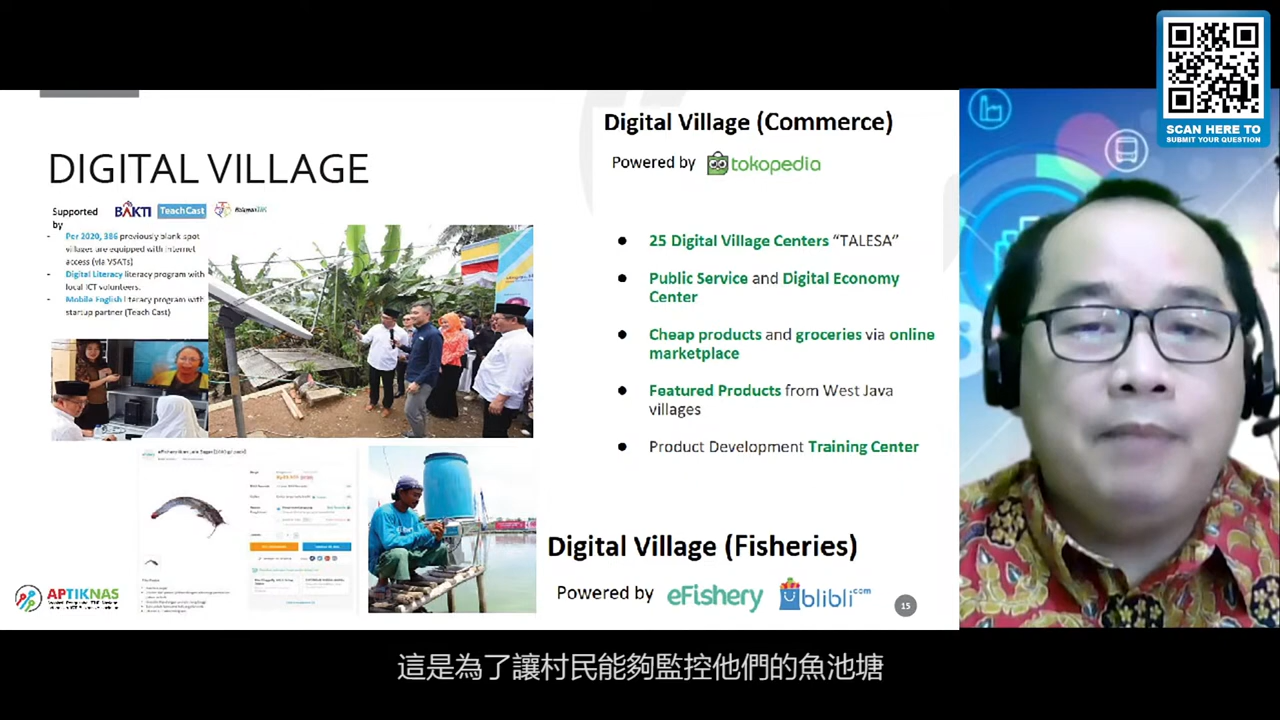 SCAN HERE TO
SUBMIT YOUR QUESTION
DIGITAL VILLAGE
Supported
by
BAKTI
TeachCast
- Per 2020, 386 previously blank spot
villages are equipped with Internet
access (via VSATs)
- Digital Literacy literacy program with
local ICT volunteers.
- Mobile English literacy program with
startup partner (Teach Cast)
APTIKNAS
Digital Village (Commerce)
Powered by tokopedia
● 25 Digital Village Centers “TALESA”
● Public Service and Digital Economy
Center
● Cheap products and groceries via online
marketplace
● Featured Products from West Java
villages
● Product Development Training Center
Digital Village (Fisheries)
Powered by eFishery blibli.com
15
這是為了讓村民能夠監控他們的魚池塘